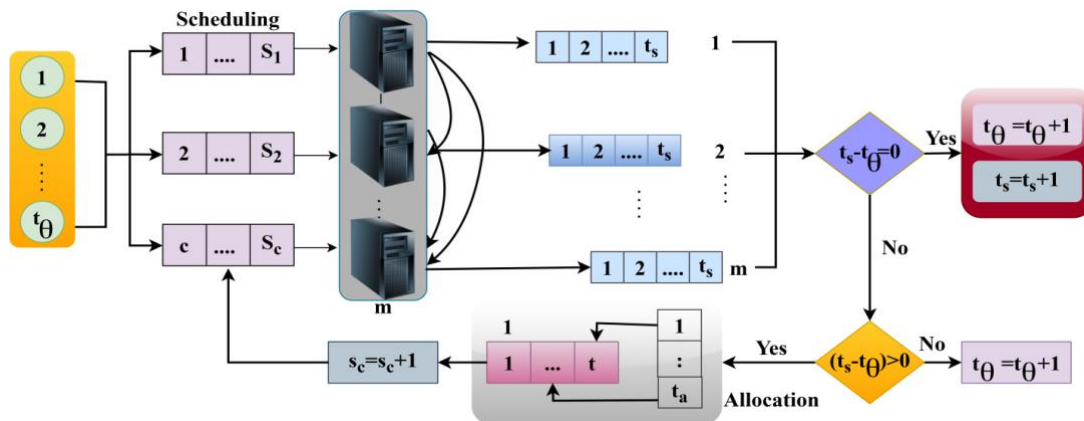 Scheduling
1
2
⋮
tθ
1 .... S1
2 .... S2
c .... Sc
m
1 2 .... ts
1
1 2 .... ts
2
1 2 .... ts
m
ts-tθ=0
Yes
tθ =tθ+1
ts=ts+1
No
(ts-tθ)>0
No
tθ =tθ+1
Yes
1
1 ... t
1
:
ta
Allocation
sc=sc+1